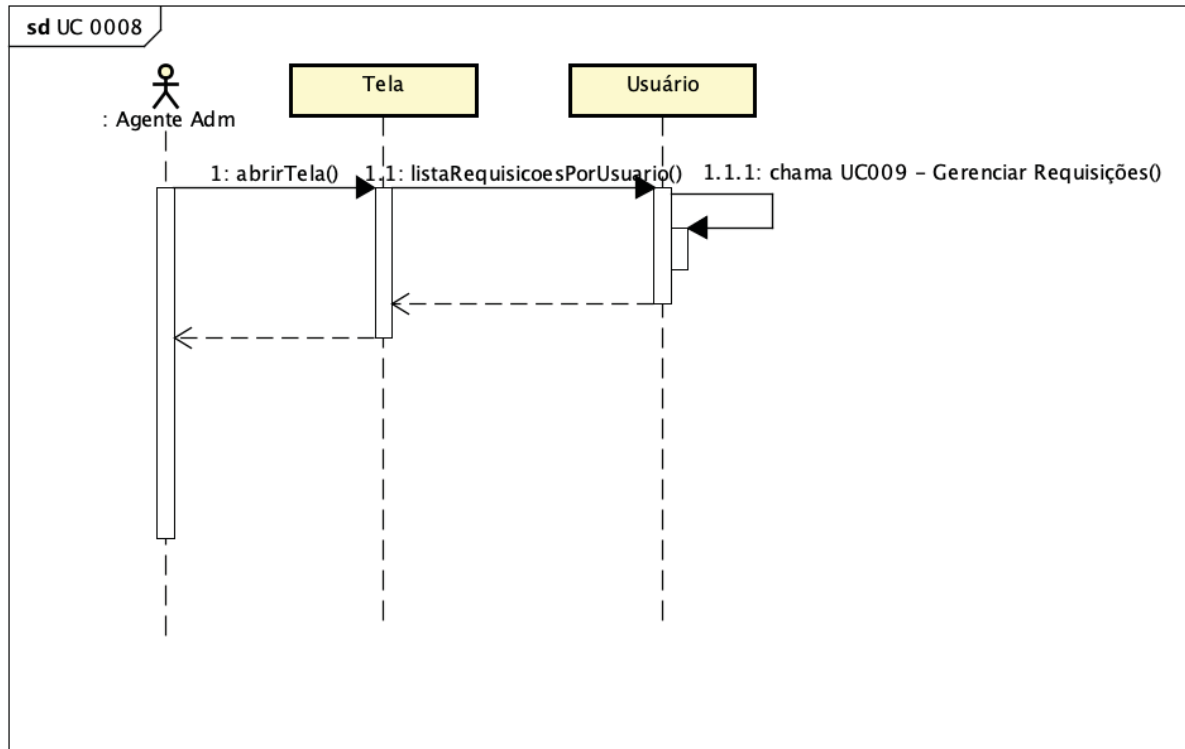 sd UC 0008
Tela
Usuário
: Agente Adm
1: abrirTela()
1.1: listaRequisicoesPorUsuario()
1.1.1: chama UC009 – Gerenciar Requisições()